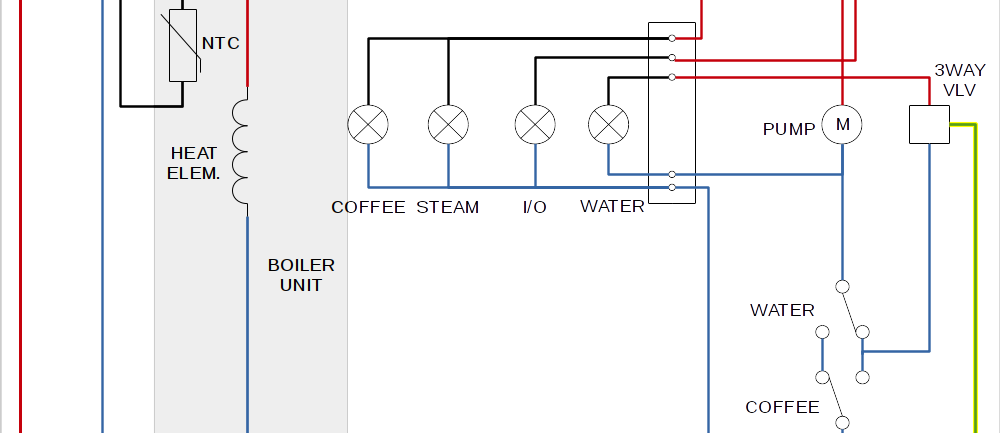 NTC
3WAY
VLV
PUMP
M
HEAT
ELEM.
COFFEE STEAM I/O WATER
BOILER
UNIT
WATER
COFFEE